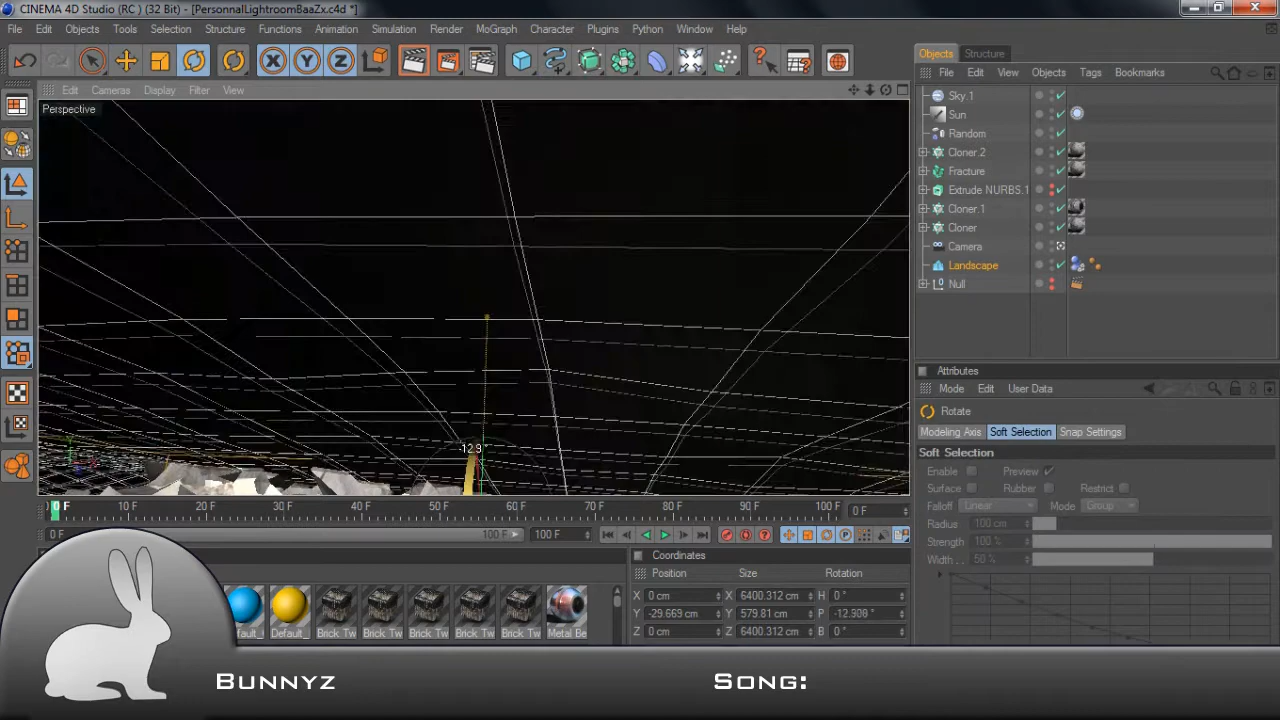 CINEMA 4D Studio (RC ) (32 Bit) - [PersonnalLightroomBaaZx.c4d *]
File Edit Objects Tools Selection Structure Functions Animation Simulation Render MoGraph Character Plugins Python Window Help
Objects Structure
File Edit View Objects Tags Bookmarks
Edit Cameras Display Filter View
Perspective
Sky.1
Sun
Random
Cloner.2
Fracture
Extrude NURBS.1
Cloner.1
Cloner
Camera
Landscape
Null
Attributes
Mode Edit User Data
Rotate
Modeling Axis Soft Selection Snap Settings
Soft Selection
Enable Preview
Surface Rubber Restrict
Falloff Linear Mode Group
Radius 100 cm
Strength 100 %
Width . . 50 %
-12.9°
0 F 10 F 20 F 30 F 40 F 50 F 60 F 70 F 80 F 90 F 100 F 0 F
0 F 100 F 100 F
Coordinates
Position Size Rotation
X 0 cm X 6400.312 cm H 0 °
Y -29.669 cm Y 579.81 cm P -12.908 °
Z 0 cm Z 6400.312 cm B 0 °
Default_ Brick Tw Brick Tw Brick Tw Brick Tw Brick Tw Metal Be
Bunnyz Song: